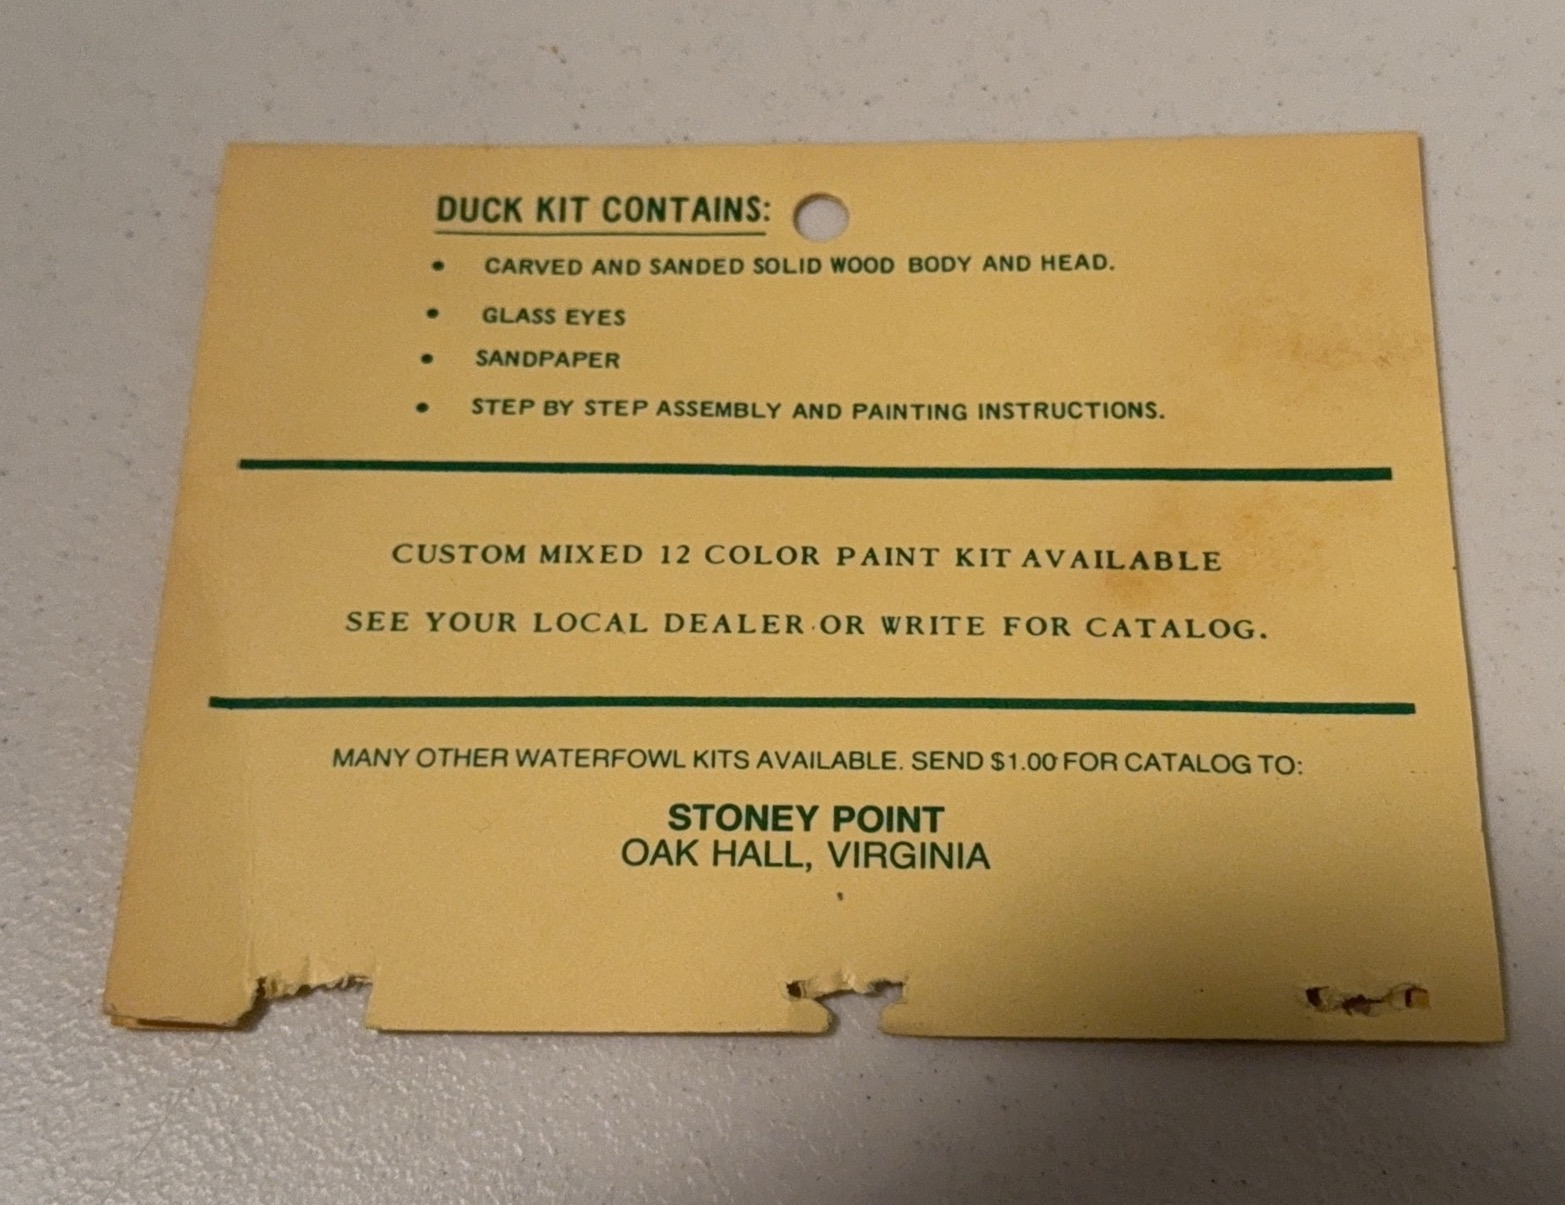 DUCK KIT CONTAINS:
• CARVED AND SANDED SOLID WOOD BODY AND HEAD.
• GLASS EYES
• SANDPAPER
• STEP BY STEP ASSEMBLY AND PAINTING INSTRUCTIONS.
CUSTOM MIXED 12 COLOR PAINT KIT AVAILABLE
SEE YOUR LOCAL DEALER OR WRITE FOR CATALOG.
MANY OTHER WATERFOWL KITS AVAILABLE. SEND $1.00 FOR CATALOG TO:
STONEY POINT
OAK HALL, VIRGINIA